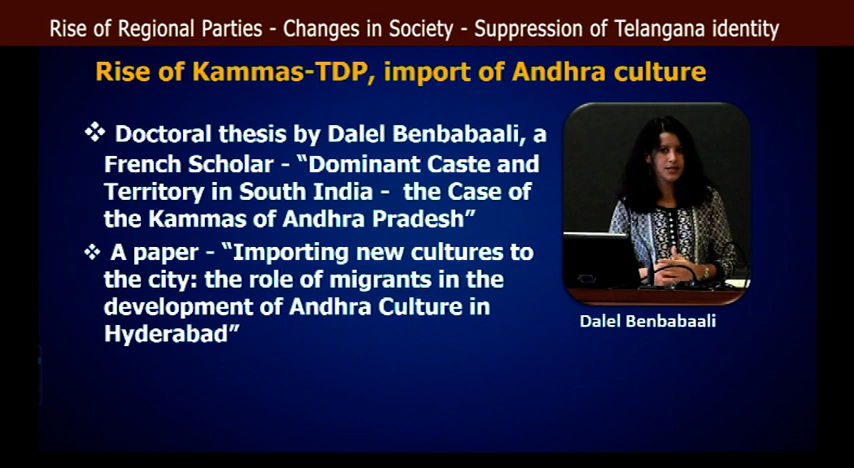 Rise of Regional Parties - Changes in Society - Suppression of Telangana identity
Rise of Kammas-TDP, import of Andhra culture
❖ Doctoral thesis by Dalel Benbabaali, a
French Scholar - “Dominant Caste and
Territory in South India - the Case of
the Kammas of Andhra Pradesh”
❖ A paper - “Importing new cultures to
the city: the role of migrants in the
development of Andhra Culture in
Hyderabad”
Dalel Benbabaali